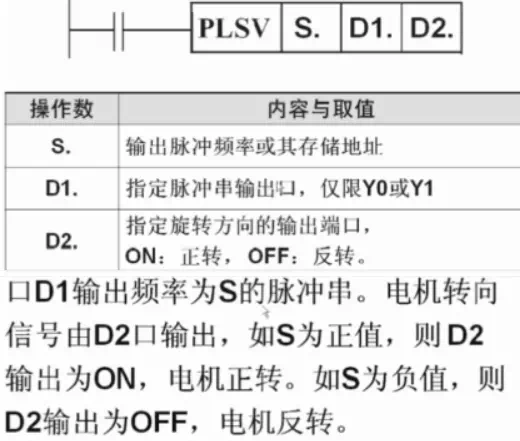 PLSV S. D1. D2.
操作数 内容与取值
S. 输出脉冲频率或其存储地址
D1. 指定脉冲串输出口，仅限Y0或Y1
D2. 指定旋转方向的输出端口，
ON：正转，OFF：反转。
口D1输出频率为S的脉冲串。电机转向
信号由D2口输出，如S为正值，则D2
输出为ON，电机正转。如S为负值，则
D2输出为OFF，电机反转。